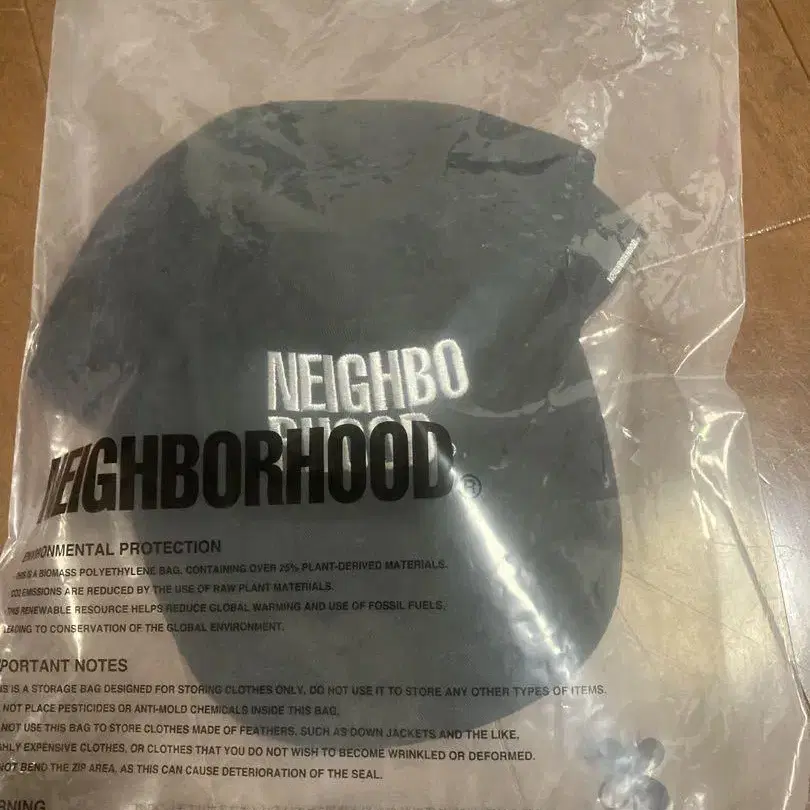 NEIGHBO
RHOOD
NEIGHBORHOOD®
ENVIRONMENTAL PROTECTION
THIS IS A BIOMASS POLYETHYLENE BAG, CONTAINING OVER 25% PLANT-DERIVED MATERIALS.
CO2 EMISSIONS ARE REDUCED BY THE USE OF RAW PLANT MATERIALS.
THIS RENEWABLE RESOURCE HELPS REDUCE GLOBAL WARMING AND USE OF FOSSIL FUELS,
LEADING TO CONSERVATION OF THE GLOBAL ENVIRONMENT.
PORTANT NOTES
IS IS A STORAGE BAG DESIGNED FOR STORING CLOTHES ONLY, DO NOT USE IT TO STORE ANY OTHER TYPES OF ITEMS.
NOT PLACE PESTICIDES OR ANTI-MOLD CHEMICALS INSIDE THIS BAG.
NOT USE THIS BAG TO STORE CLOTHES MADE OF FEATHERS, SUCH AS DOWN JACKETS AND THE LIKE,
HLY EXPENSIVE CLOTHES, OR CLOTHES THAT YOU DO NOT WISH TO BECOME WRINKLED OR DEFORMED.
NOT BEND THE ZIP AREA, AS THIS CAN CAUSE DETERIORATION OF THE SEAL.
RNING